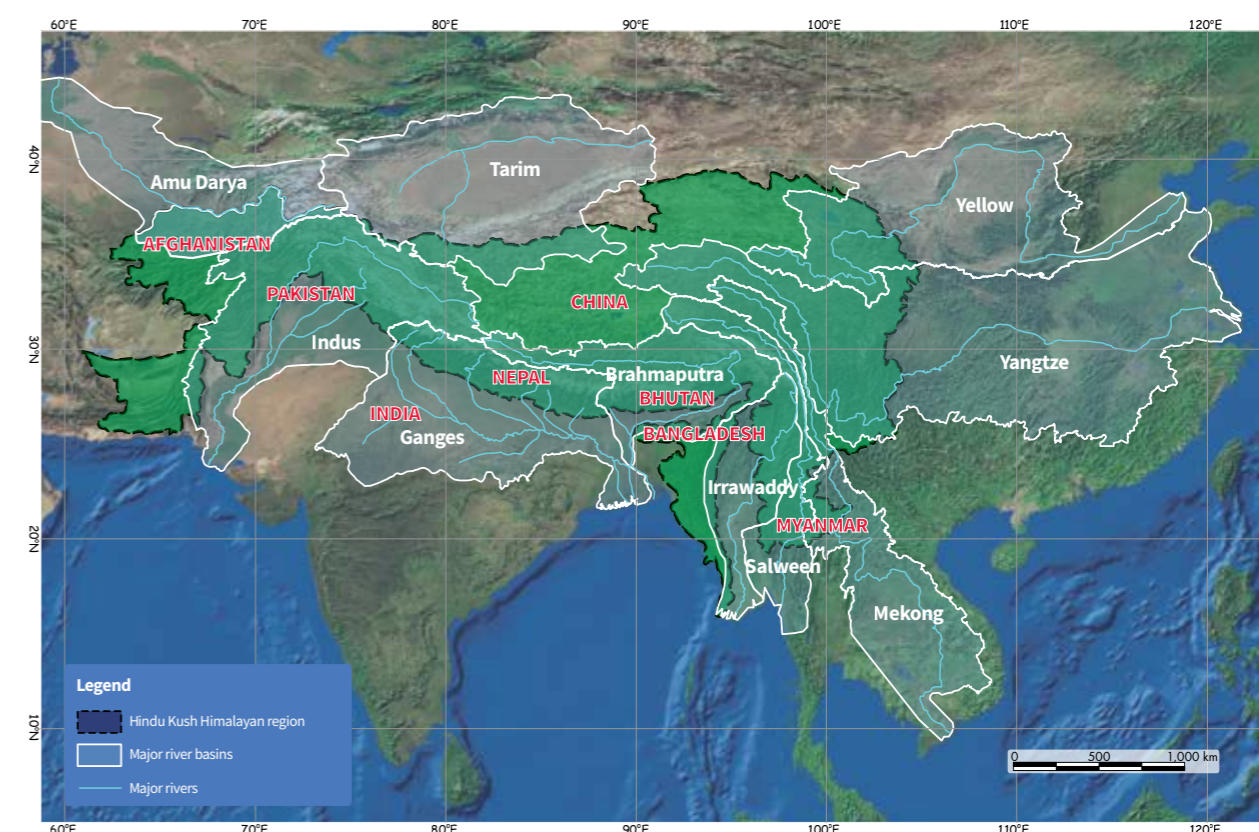 60°E 70°E 80°E 90°E 100°E 110°E 120°E
40°N
Tarim
Amu Darya
Yellow
AFGHANISTAN
PAKISTAN
CHINA
Indus
30°N
Yangtze
NEPAL
Brahmaputra
BHUTAN
INDIA
Ganges
BANGLADESH
Irrawaddy
MYANMAR
20°N
Salween
Mekong
Legend
Hindu Kush Himalayan region
Major river basins
Major rivers
10°N
0 500 1,000 km
60°E 70°E 80°E 90°E 100°E 110°E 120°E